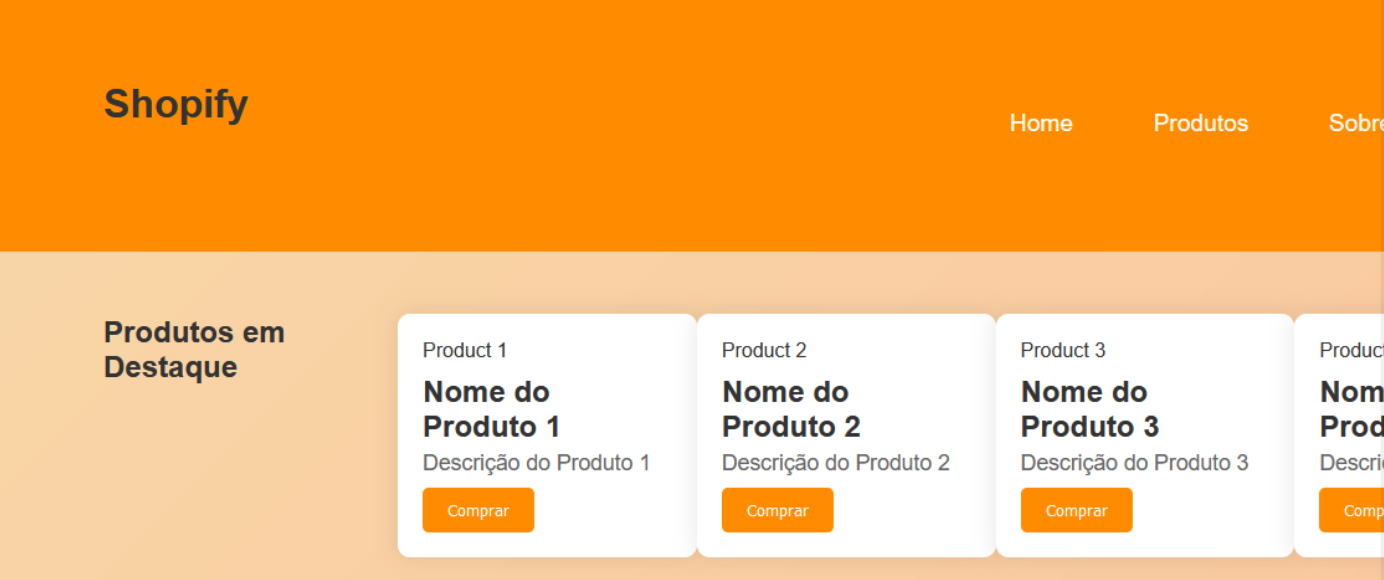 Shopify
Home Produtos Sobre
Produtos em
Destaque
Product 1
Nome do
Produto 1
Descrição do Produto 1
Comprar
Product 2
Nome do
Produto 2
Descrição do Produto 2
Comprar
Product 3
Nome do
Produto 3
Descrição do Produto 3
Comprar
Product
Nom
Prod
Descri
Comp